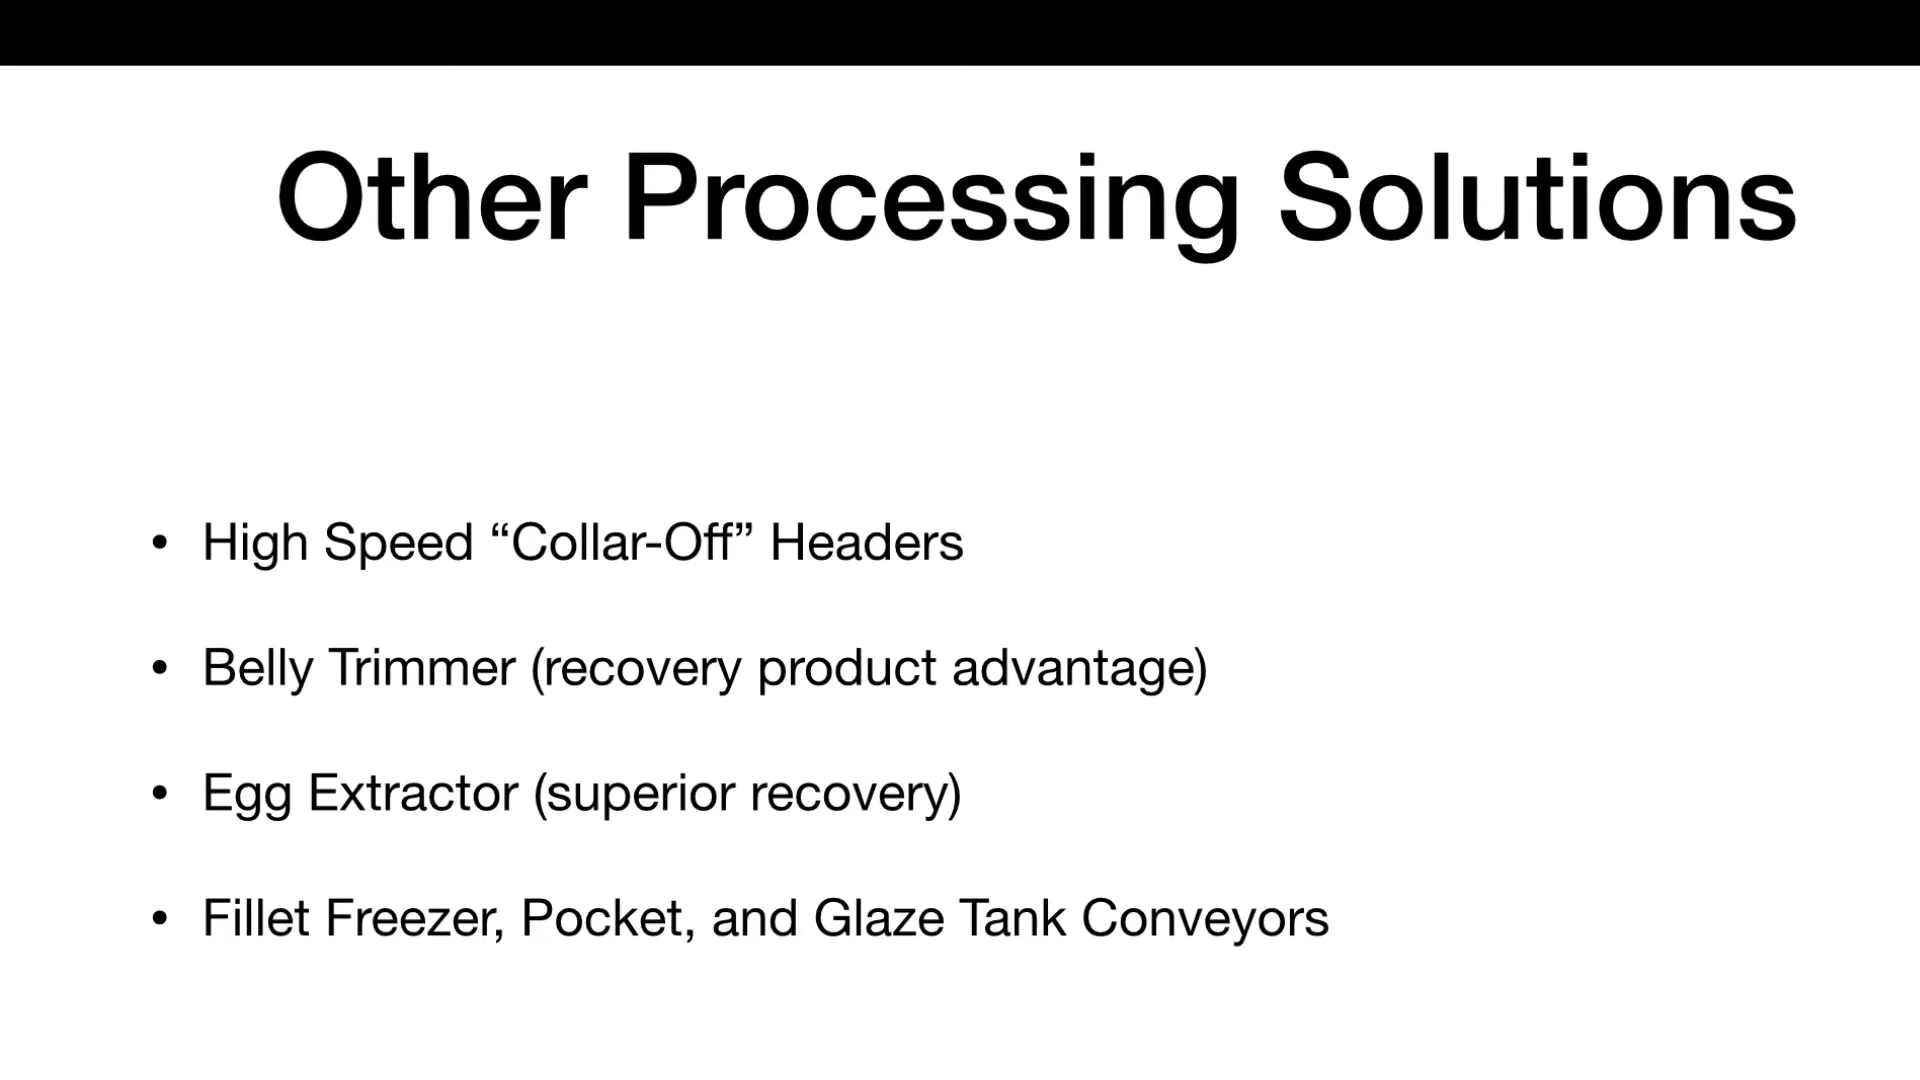 Other Processing Solutions
• High Speed “Collar-Off” Headers
• Belly Trimmer (recovery product advantage)
• Egg Extractor (superior recovery)
• Fillet Freezer, Pocket, and Glaze Tank Conveyors